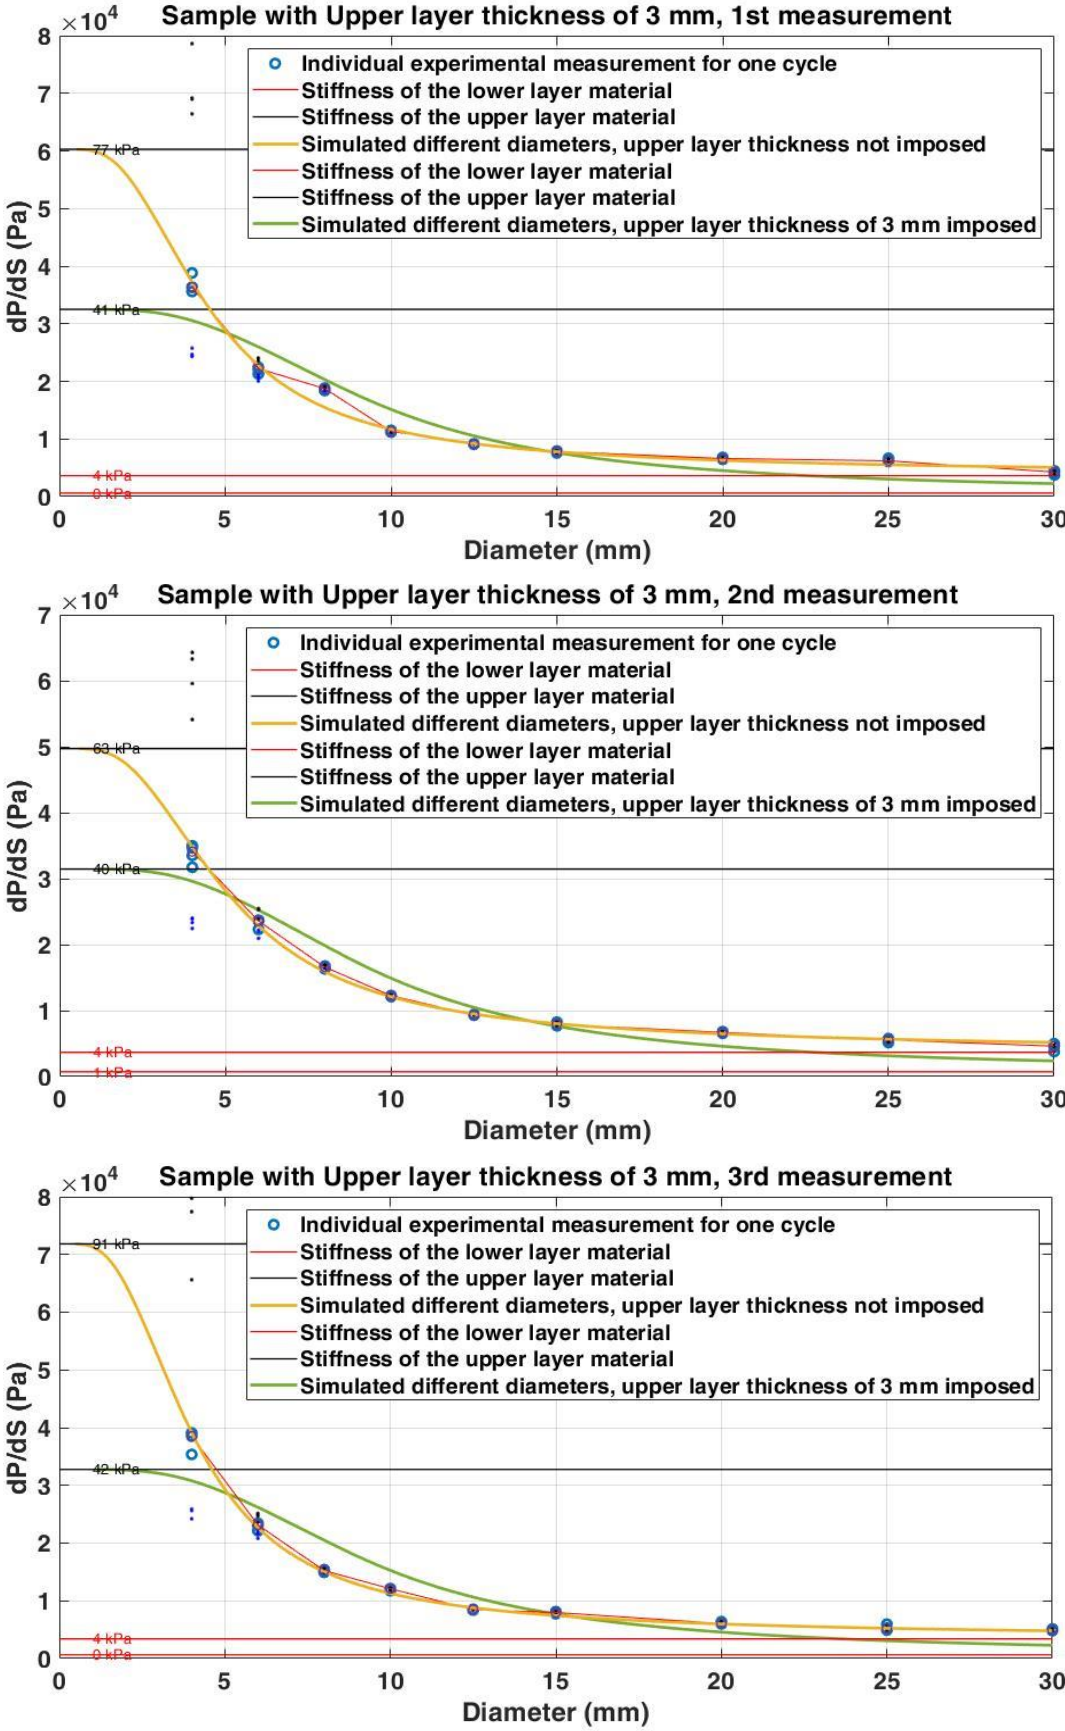 Sample with Upper layer thickness of 3 mm, 1st measurement
×10⁴
8
7
6
5
4
3
2
1
0
dP/dS (Pa)
Individual experimental measurement for one cycle
Stiffness of the lower layer material
Stiffness of the upper layer material
Simulated different diameters, upper layer thickness not imposed
Stiffness of the lower layer material
Stiffness of the upper layer material
Simulated different diameters, upper layer thickness of 3 mm imposed
77 kPa
41 kPa
4 kPa
0 kPa
0 5 10 15 20 25 30
Diameter (mm)
Sample with Upper layer thickness of 3 mm, 2nd measurement
×10⁴
7
6
5
4
3
2
1
0
dP/dS (Pa)
Individual experimental measurement for one cycle
Stiffness of the lower layer material
Stiffness of the upper layer material
Simulated different diameters, upper layer thickness not imposed
Stiffness of the lower layer material
Stiffness of the upper layer material
Simulated different diameters, upper layer thickness of 3 mm imposed
63 kPa
40 kPa
4 kPa
1 kPa
0 5 10 15 20 25 30
Diameter (mm)
Sample with Upper layer thickness of 3 mm, 3rd measurement
×10⁴
8
7
6
5
4
3
2
1
0
dP/dS (Pa)
Individual experimental measurement for one cycle
Stiffness of the lower layer material
Stiffness of the upper layer material
Simulated different diameters, upper layer thickness not imposed
Stiffness of the lower layer material
Stiffness of the upper layer material
Simulated different diameters, upper layer thickness of 3 mm imposed
91 kPa
42 kPa
4 kPa
0 kPa
0 5 10 15 20 25 30
Diameter (mm)